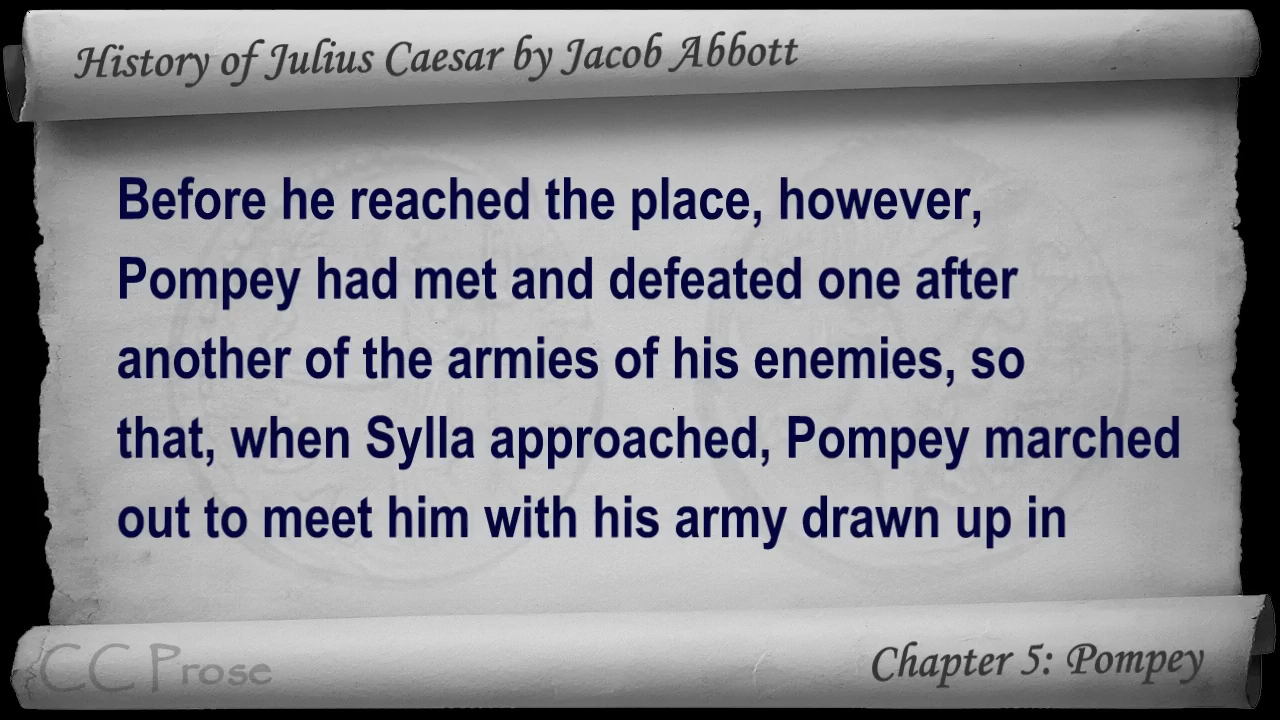 History of Julius Caesar by Jacob Abbott
Before he reached the place, however,
Pompey had met and defeated one after
another of the armies of his enemies, so
that, when Sylla approached, Pompey marched
out to meet him with his army drawn up in
CC Prose
Chapter 5: Pompey